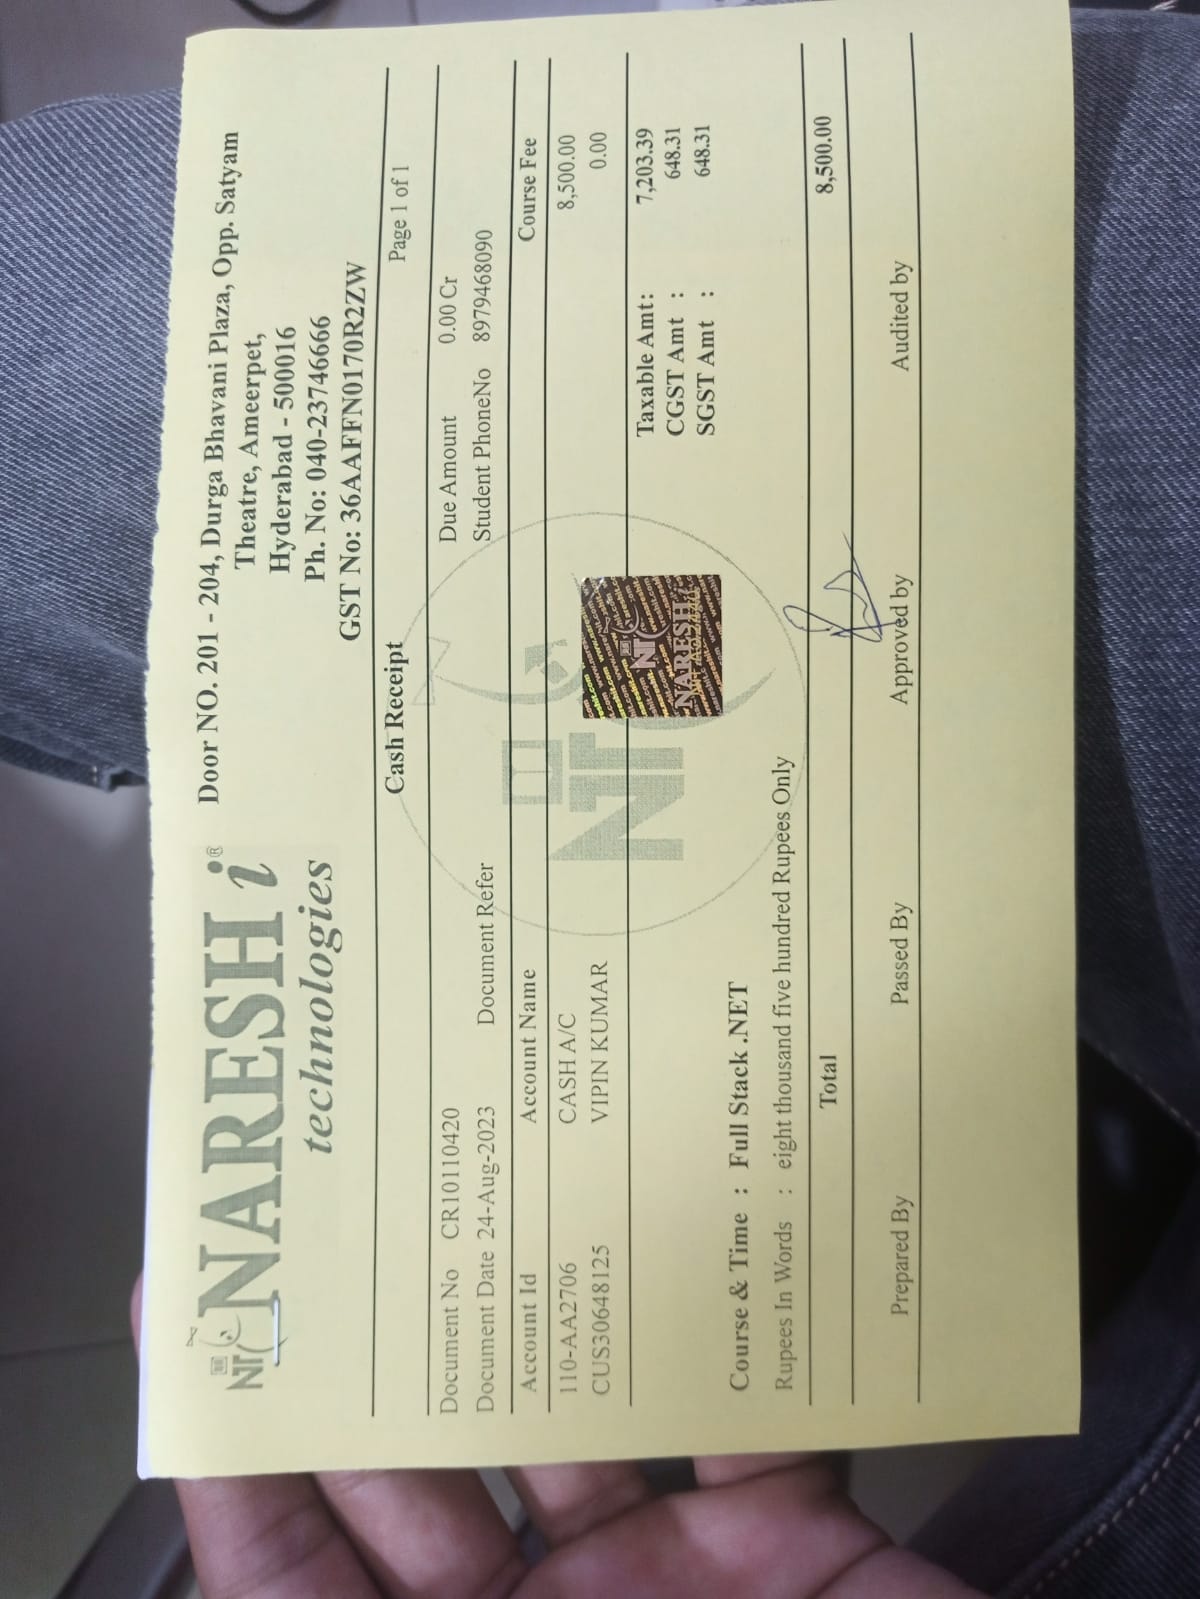 NARESH i®
technologies
Door NO. 201 - 204, Durga Bhavani Plaza, Opp. Satyam
Theatre, Ameerpet,
Hyderabad - 500016
Ph. No: 040-23746666
GST No: 36AAFFN0170R2ZW
Cash Receipt Page 1 of 1
Document No CR10110420 Due Amount 0.00 Cr
Document Date 24-Aug-2023 Document Refer Student PhoneNo 8979468090
Account Id Account Name Course Fee
110-AA2706 CASH A/C 8,500.00
CUS30648125 VIPIN KUMAR 0.00
NT
NARESH i
Taxable Amt: 7,203.39
CGST Amt : 648.31
SGST Amt : 648.31
Course & Time : Full Stack .NET
Rupees In Words : eight thousand five hundred Rupees Only
Total 8,500.00
Prepared By Passed By Approved by Audited by